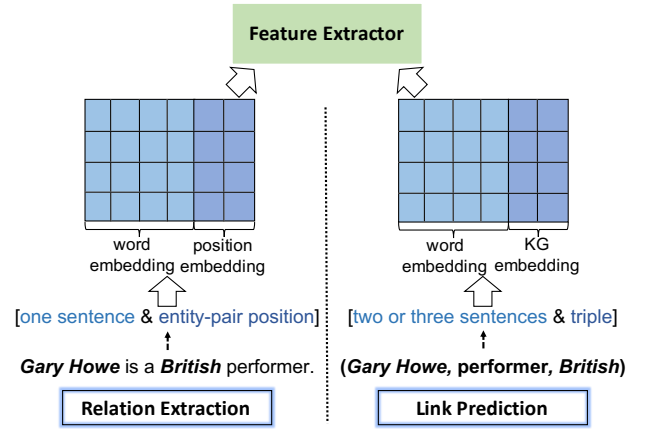 Feature Extractor
word embedding
position embedding
[one sentence & entity-pair position]
Gary Howe is a British performer.
Relation Extraction
word embedding
KG embedding
[two or three sentences & triple]
(Gary Howe, performer, British)
Link Prediction